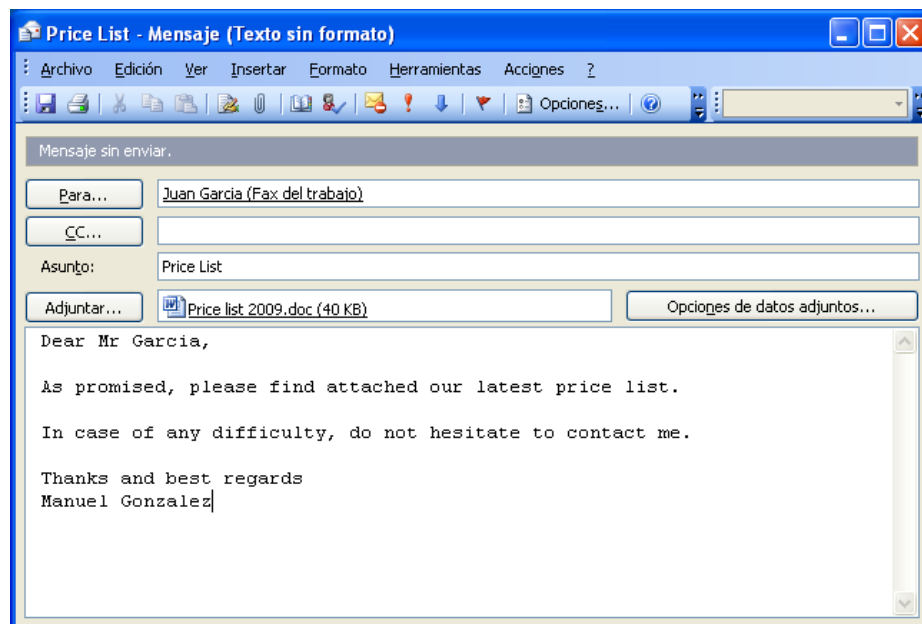 Price List - Mensaje (Texto sin formato)
Archivo Edición Ver Insertar Formato Herramientas Acciones ?
Opciones...
Mensaje sin enviar.
Para... Juan Garcia (Fax del trabajo)
CC...
Asunto: Price List
Adjuntar... Price list 2009.doc (40 KB) Opciones de datos adjuntos...
Dear Mr Garcia,
As promised, please find attached our latest price list.
In case of any difficulty, do not hesitate to contact me.
Thanks and best regards
Manuel Gonzalez